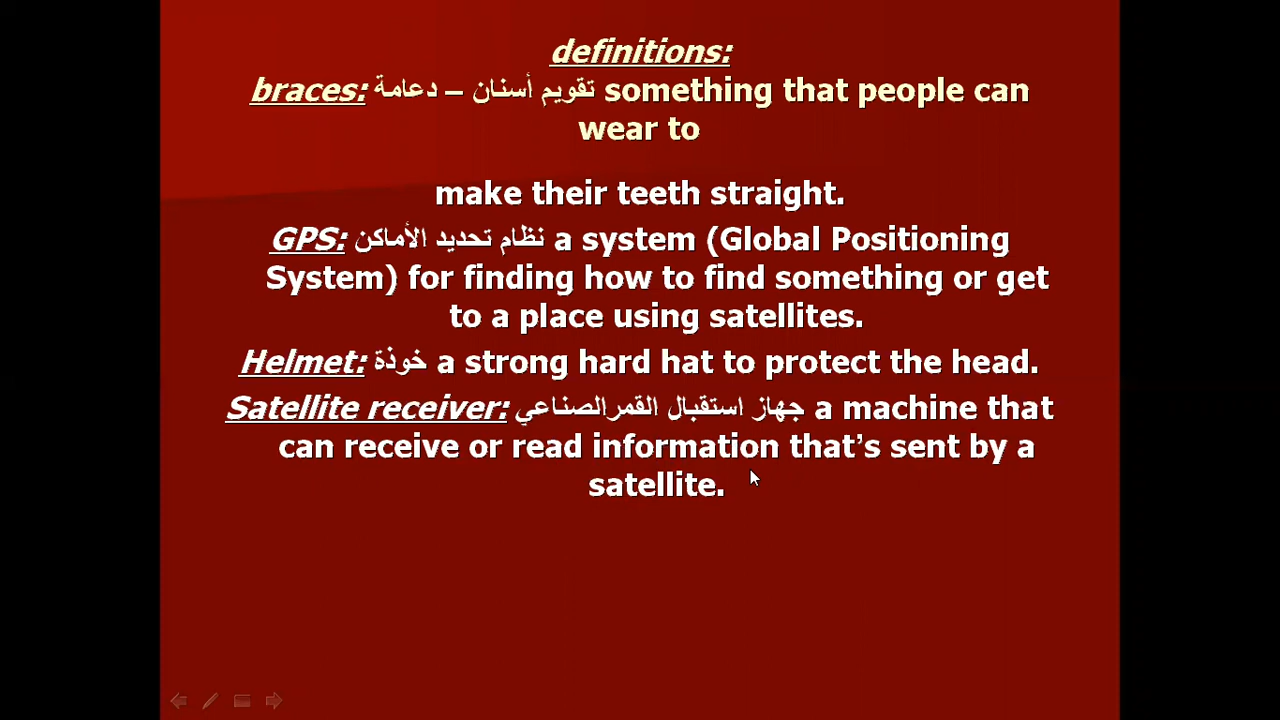 definitions:
braces: تقويم أسنان – دعامة something that people can
wear to
make their teeth straight.
GPS: نظام تحديد الأماكن a system (Global Positioning
System) for finding how to find something or get
to a place using satellites.
Helmet: خوذة a strong hard hat to protect the head.
Satellite receiver: جهاز استقبال القمرالصناعي a machine that
can receive or read information that’s sent by a
satellite.